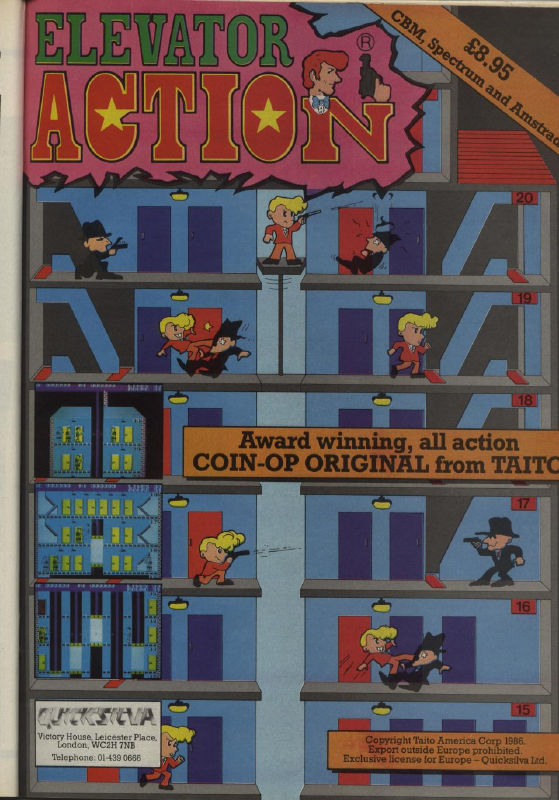 ELEVATOR
ACTION
®
£8.95
CBM, Spectrum and Amstrad
20
19
18
Award winning, all action
COIN-OP ORIGINAL from TAITO
17
16
15
QUICKSILVA
Victory House, Leicester Place,
London, WC2H 7NB
Telephone: 01-439 0666
Copyright Taito America Corp 1986.
Export outside Europe prohibited.
Exclusive license for Europe – Quicksilva Ltd.